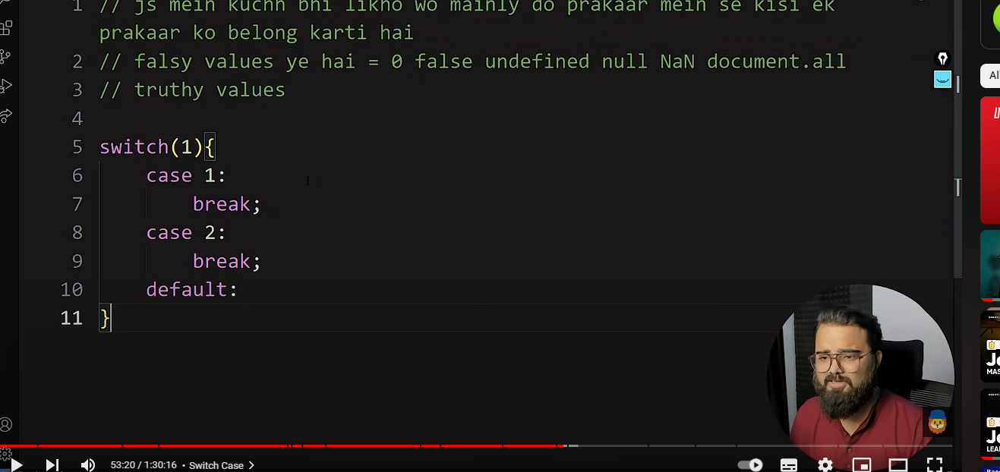 1 // js mein kuchh bhi likho wo mainly do prakaar mein se kisi ek
prakaar ko belong karti hai
2 // falsy values ye hai = 0 false undefined null NaN document.all
3 // truthy values
4
5 switch(1){
6 case 1:
7 break;
8 case 2:
9 break;
10 default:
11 }
All
MAS
LEA
53:20 / 1:30:16 • Switch Case >